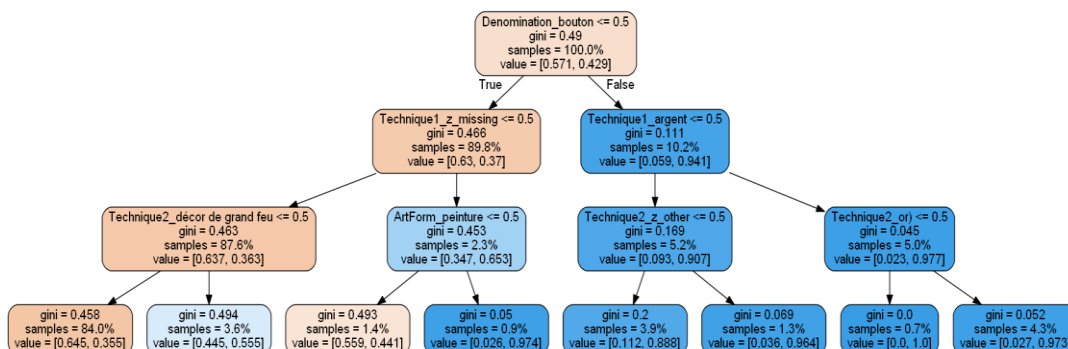 Denomination_bouton <= 0.5
gini = 0.49
samples = 100.0%
value = [0.571, 0.429]
True
False
Technique1_z_missing <= 0.5
gini = 0.466
samples = 89.8%
value = [0.63, 0.37]
Technique1_argent <= 0.5
gini = 0.111
samples = 10.2%
value = [0.059, 0.941]
Technique2_décor de grand feu <= 0.5
gini = 0.463
samples = 87.6%
value = [0.637, 0.363]
ArtForm_peinture <= 0.5
gini = 0.453
samples = 2.3%
value = [0.347, 0.653]
Technique2_z_other <= 0.5
gini = 0.169
samples = 5.2%
value = [0.093, 0.907]
Technique2_or) <= 0.5
gini = 0.045
samples = 5.0%
value = [0.023, 0.977]
gini = 0.458
samples = 84.0%
value = [0.645, 0.355]
gini = 0.494
samples = 3.6%
value = [0.445, 0.555]
gini = 0.493
samples = 1.4%
value = [0.559, 0.441]
gini = 0.05
samples = 0.9%
value = [0.026, 0.974]
gini = 0.2
samples = 3.9%
value = [0.112, 0.888]
gini = 0.069
samples = 1.3%
value = [0.036, 0.964]
gini = 0.0
samples = 0.7%
value = [0.0, 1.0]
gini = 0.052
samples = 4.3%
value = [0.027, 0.973]